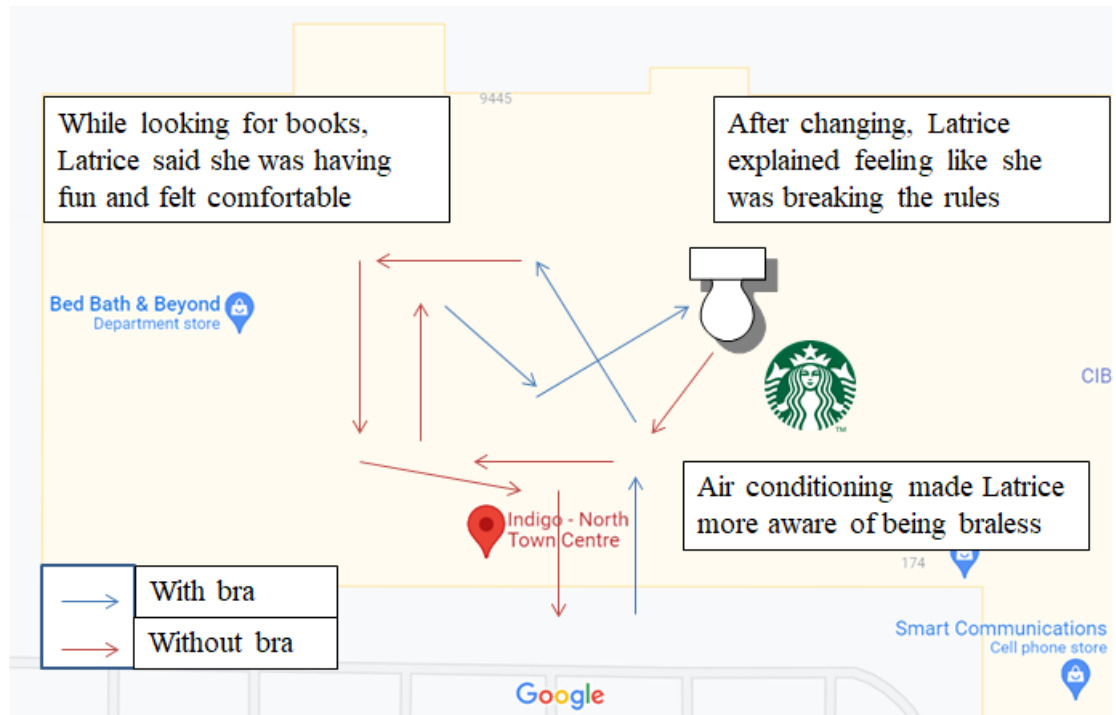 9445
While looking for books,
Latrice said she was having
fun and felt comfortable
After changing, Latrice
explained feeling like she
was breaking the rules
Bed Bath & Beyond
Department store
TM
CIB
Indigo - North
Town Centre
Air conditioning made Latrice
more aware of being braless
174
With bra
Without bra
Smart Communications
Cell phone store
Google